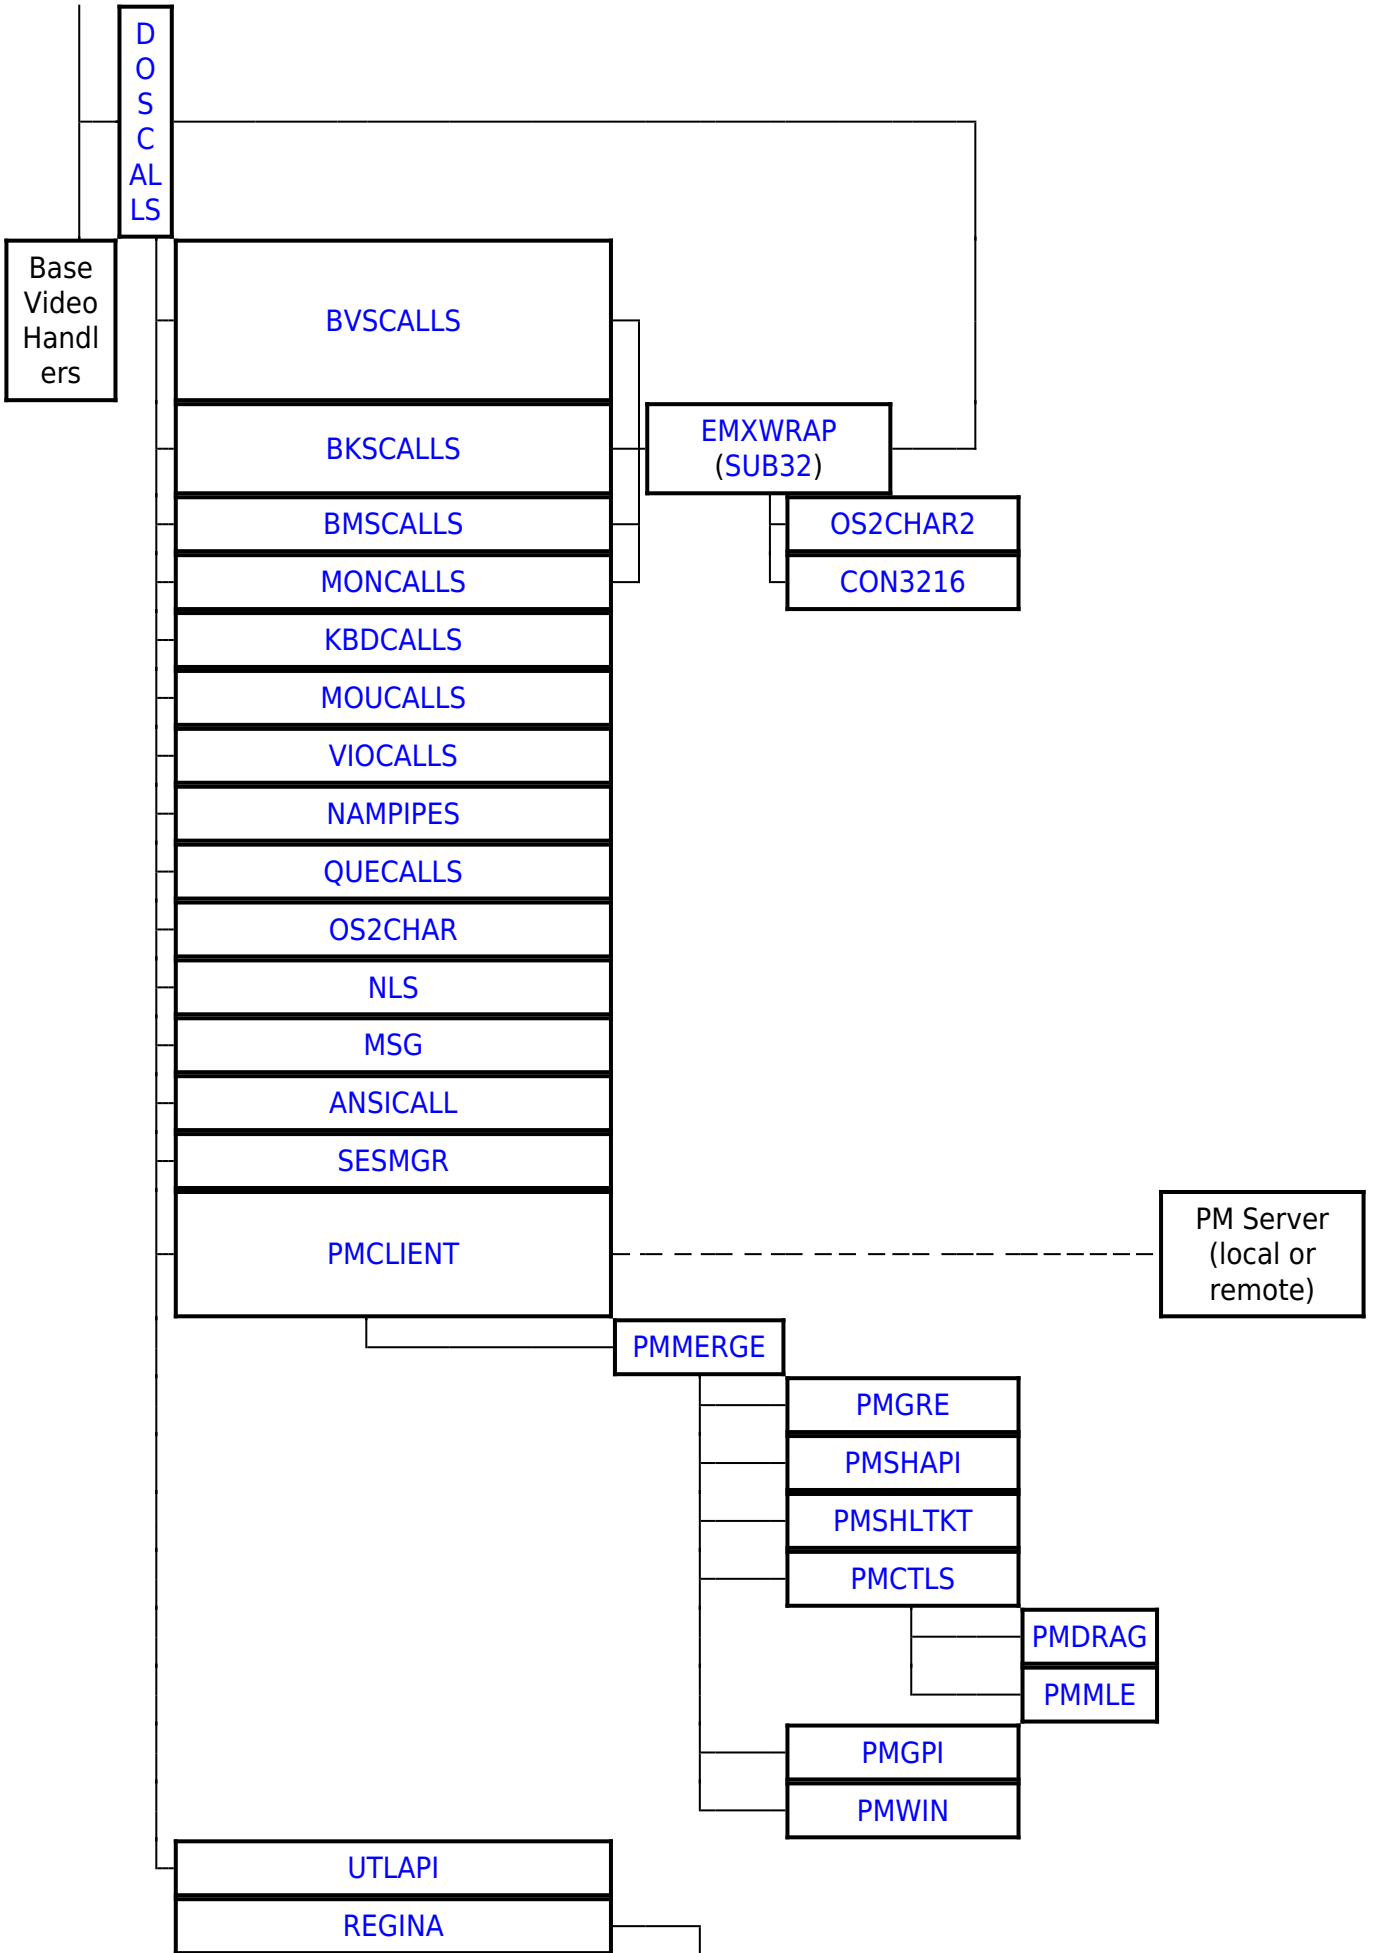 D
O
S
C
AL
LS
Base
Video
Handl
ers
BVSCALLS
BKSCALLS
EMXWRAP
(SUB32)
BMSCALLS
OS2CHAR2
MONCALLS
CON3216
KBDCALLS
MOUCALLS
VIOCALLS
NAMPIPES
QUECALLS
OS2CHAR
NLS
MSG
ANSICALL
SESMGR
PMCLIENT
PM Server
(local or
remote)
PMMERGE
PMGRE
PMSHAPI
PMSHLTKT
PMCTLS
PMDRAG
PMMLE
PMGPI
PMWIN
UTLAPI
REGINA